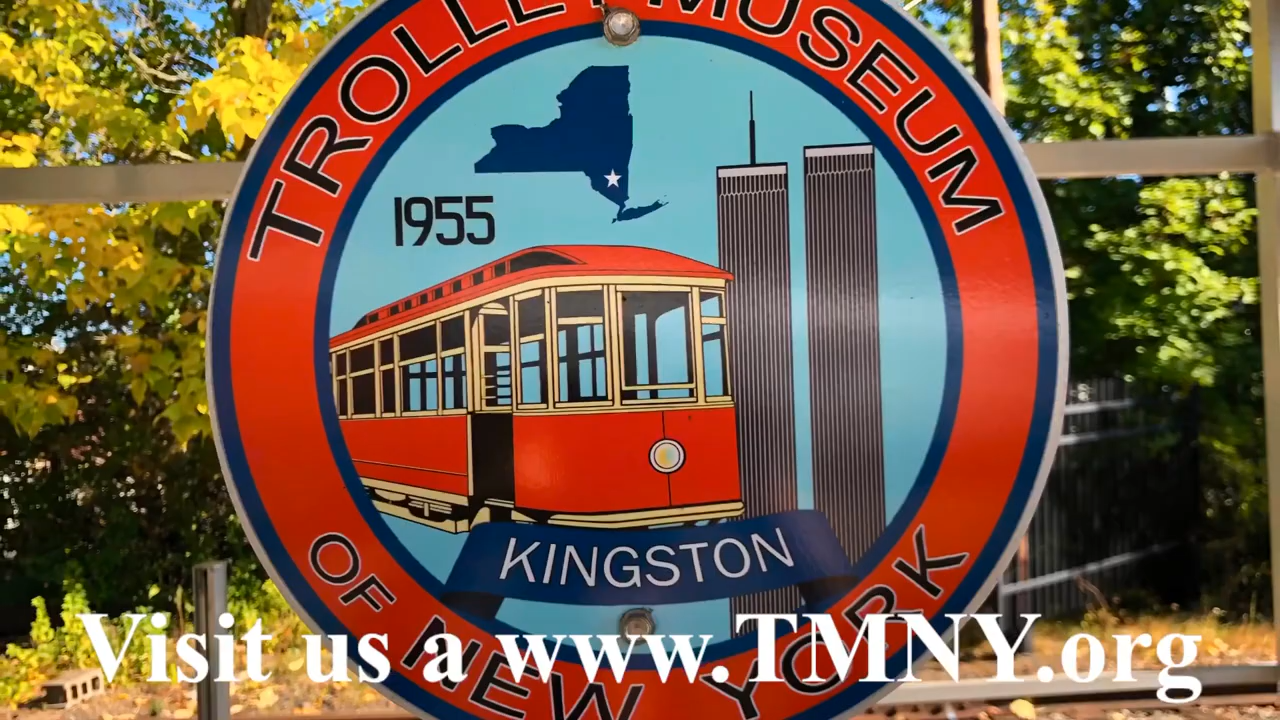 TROLLEY MUSEUM
1955
KINGSTON
OF NEW YORK
Visit us a www.TMNY.org